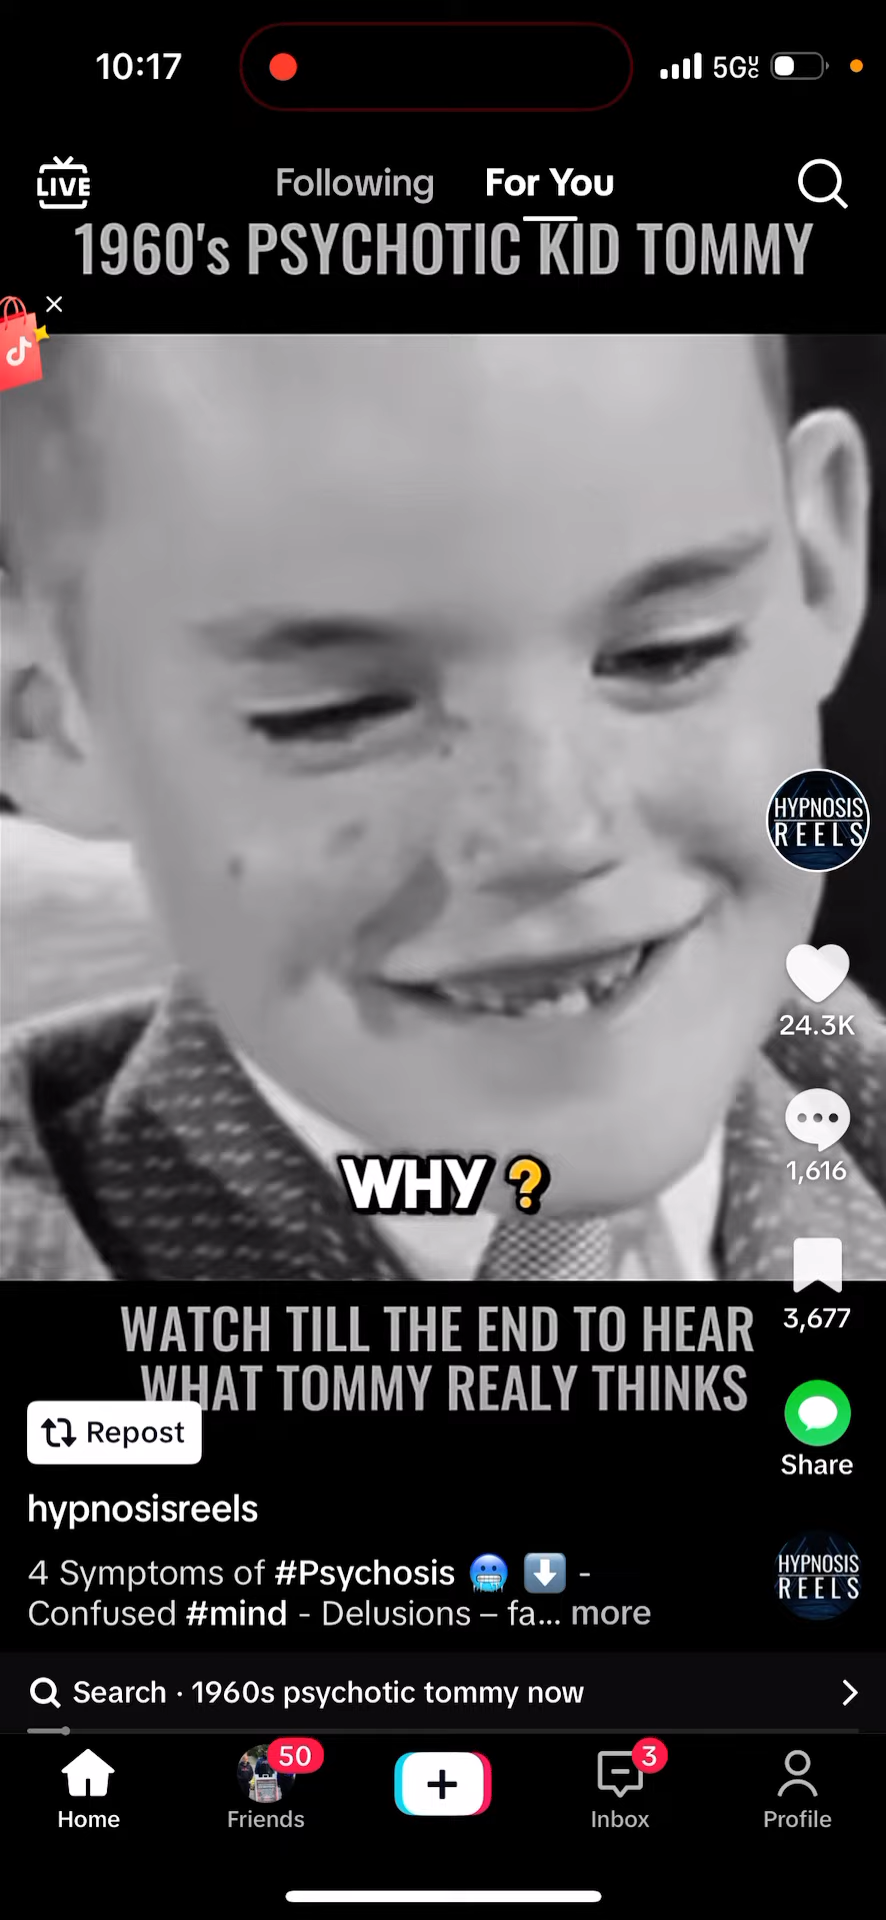 10:17
5GUC
LIVE
Following
For You
1960's PSYCHOTIC KID TOMMY
HYPNOSIS
REELS
24.3K
1,616
WHY ?
3,677
WATCH TILL THE END TO HEAR
WHAT TOMMY REALY THINKS
Repost
Share
hypnosisreels
4 Symptoms of #Psychosis 🥶 ⬇️ -
Confused #mind - Delusions – fa... more
HYPNOSIS
REELS
Search · 1960s psychotic tommy now
50
3
Home
Friends
Inbox
Profile